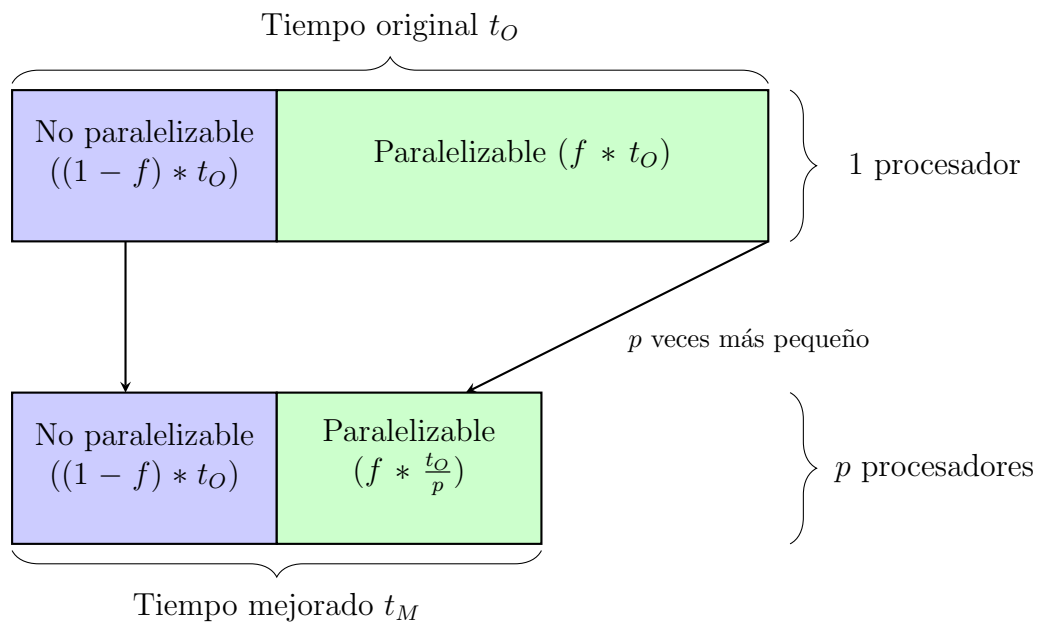 Tiempo original t_O
No paralelizable
((1 − f) ∗ t_O)
Paralelizable (f ∗ t_O)
1 procesador
p veces más pequeño
No paralelizable
((1 − f) ∗ t_O)
Paralelizable
(f ∗ t_O/p)
p procesadores
Tiempo mejorado t_M